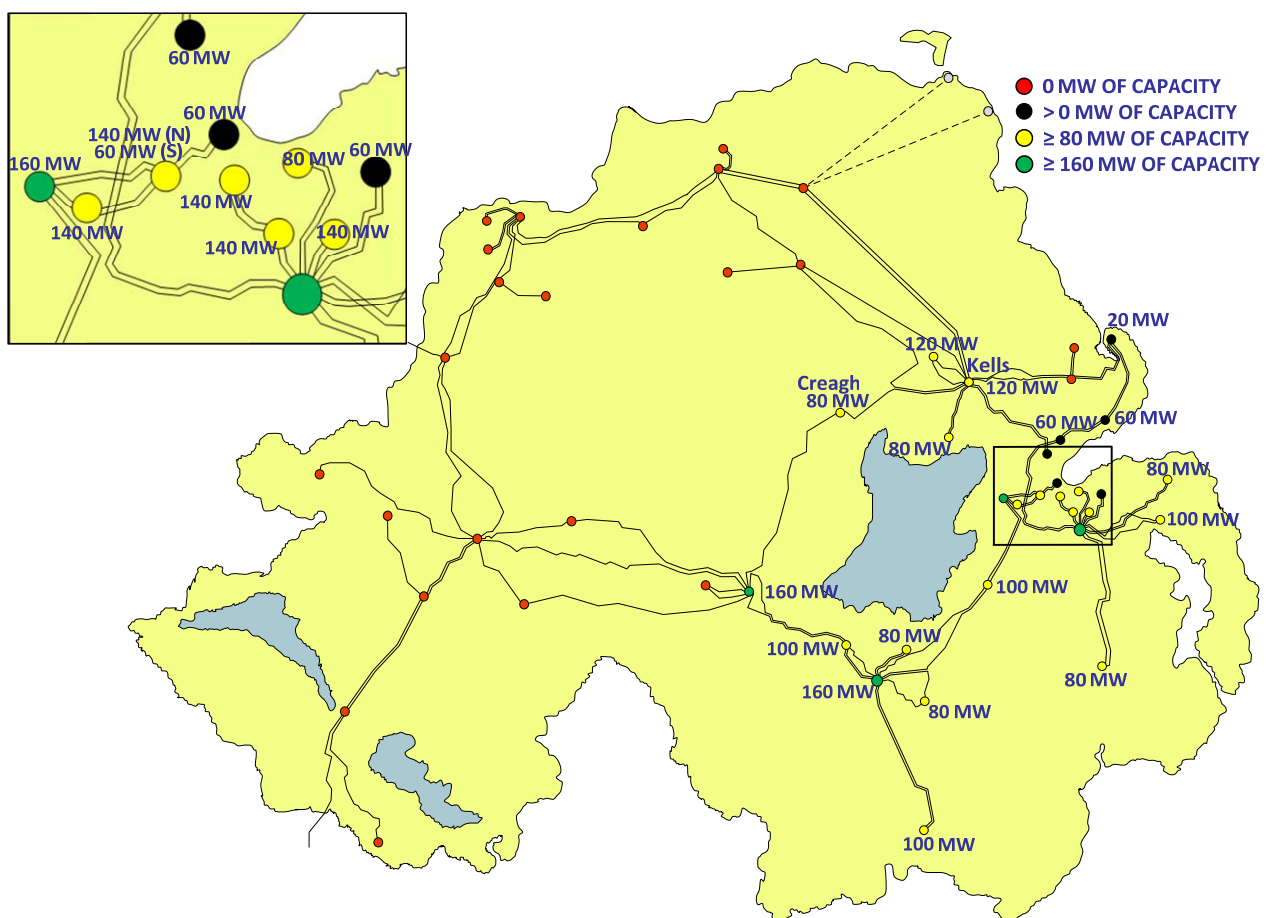 60 MW
60 MW
140 MW (N)
60 MW (S)
80 MW
60 MW
160 MW
140 MW
140 MW
140 MW
140 MW
0 MW OF CAPACITY
> 0 MW OF CAPACITY
≥ 80 MW OF CAPACITY
≥ 160 MW OF CAPACITY
20 MW
120 MW
Kells
120 MW
Creagh
80 MW
60 MW
60 MW
80 MW
80 MW
100 MW
100 MW
160 MW
80 MW
100 MW
160 MW
80 MW
80 MW
100 MW